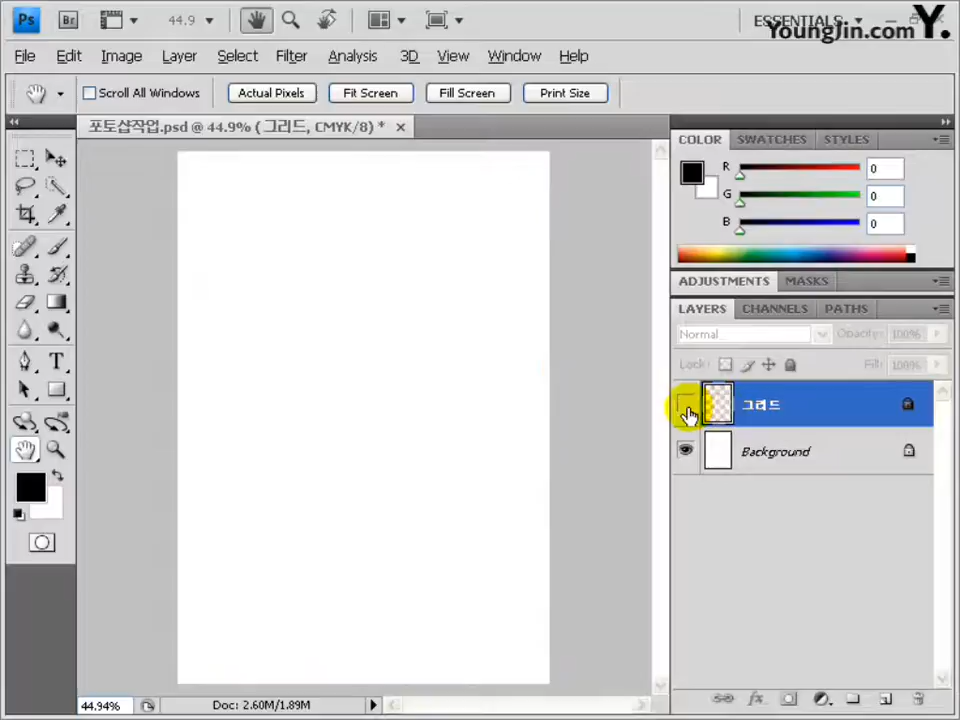 Ps
Br
44.9
ESSENTIALS
YoungJin.com Y.
File Edit Image Layer Select Filter Analysis 3D View Window Help
Scroll All Windows Actual Pixels Fit Screen Fill Screen Print Size
포토샵작업.psd @ 44.9% (그리드, CMYK/8) *
COLOR SWATCHES STYLES
R 0
G 0
B 0
ADJUSTMENTS MASKS
LAYERS CHANNELS PATHS
Normal Opacity: 100%
Lock: Fill: 100%
그리드
Background
44.94% Doc: 2.60M/1.89M